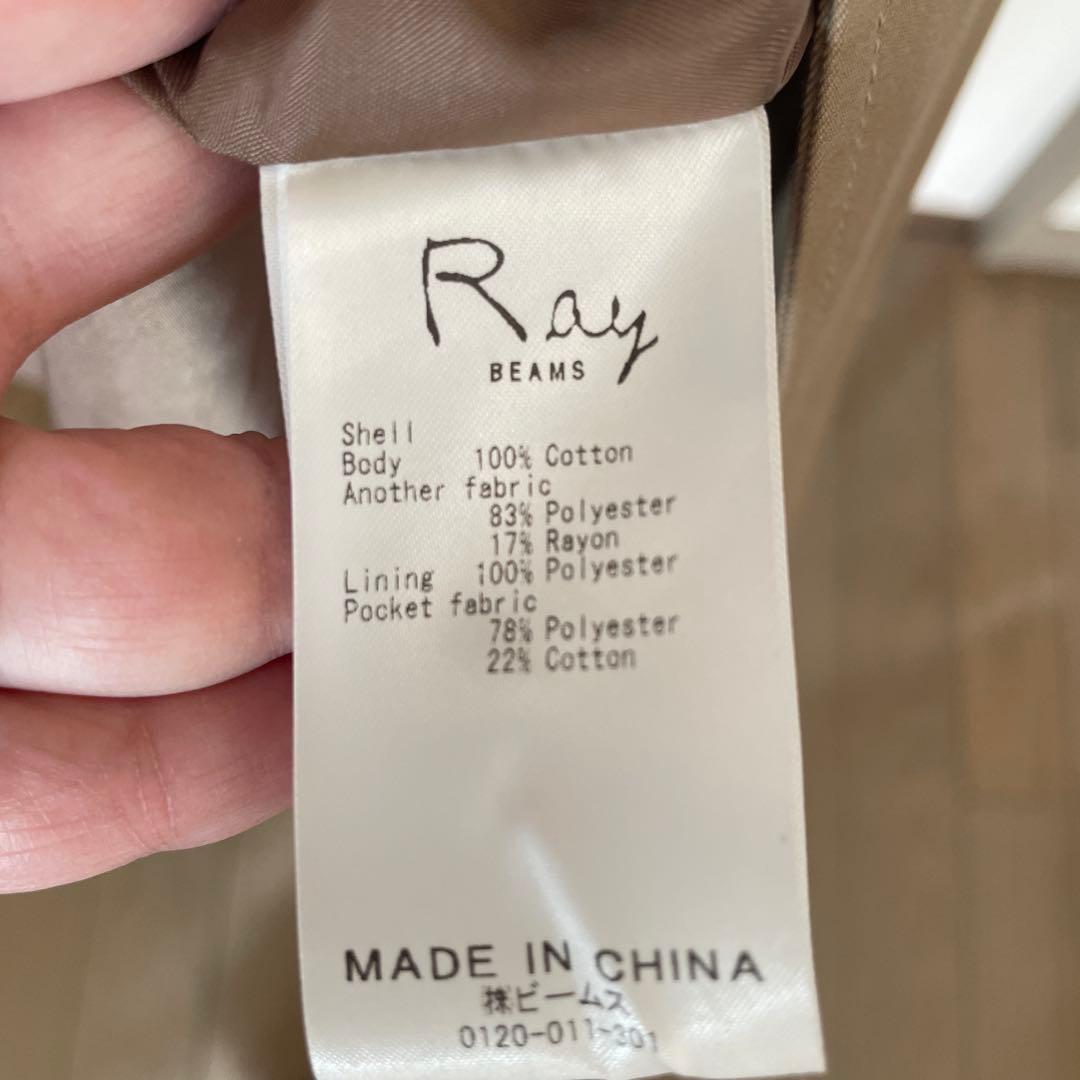 Ray
BEAMS
Shell
Body 100% Cotton
Another fabric
83% Polyester
17% Rayon
Lining 100% Polyester
Pocket fabric
78% Polyester
22% Cotton
MADE IN CHINA
㈱ビームス
0120-011-301